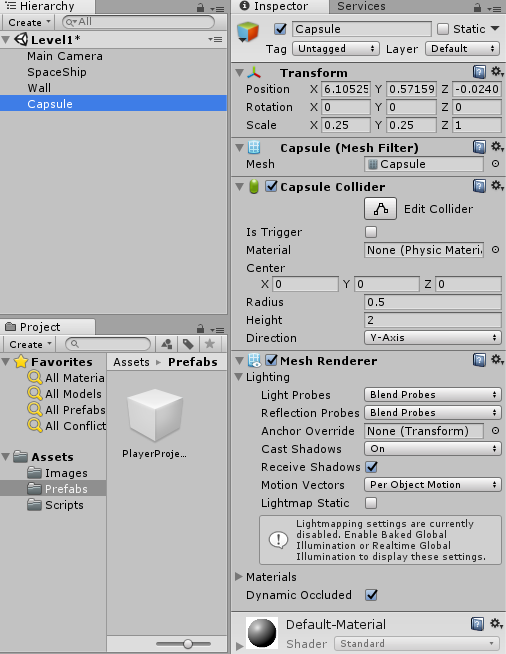 Hierarchy
Create
All
Level1*
Main Camera
SpaceShip
Wall
Capsule
Project
Create
Favorites
All Materia
All Models
All Prefabs
All Conflict
Assets
Images
Prefabs
Scripts
Assets ▸ Prefabs
PlayerProje...
Inspector
Services
Capsule
Static
Tag Untagged Layer Default
Transform
Position X 6.10525 Y 0.57159 Z -0.0240
Rotation X 0 Y 0 Z 0
Scale X 0.25 Y 0.25 Z 1
Capsule (Mesh Filter)
Mesh Capsule
Capsule Collider
Edit Collider
Is Trigger
Material None (Physic Materi
Center
X 0 Y 0 Z 0
Radius 0.5
Height 2
Direction Y-Axis
Mesh Renderer
Lighting
Light Probes Blend Probes
Reflection Probes Blend Probes
Anchor Override None (Transform)
Cast Shadows On
Receive Shadows
Motion Vectors Per Object Motion
Lightmap Static
Lightmapping settings are currently
disabled. Enable Baked Global
Illumination or Realtime Global
Illumination to display these settings.
Materials
Dynamic Occluded
Default-Material
Shader Standard